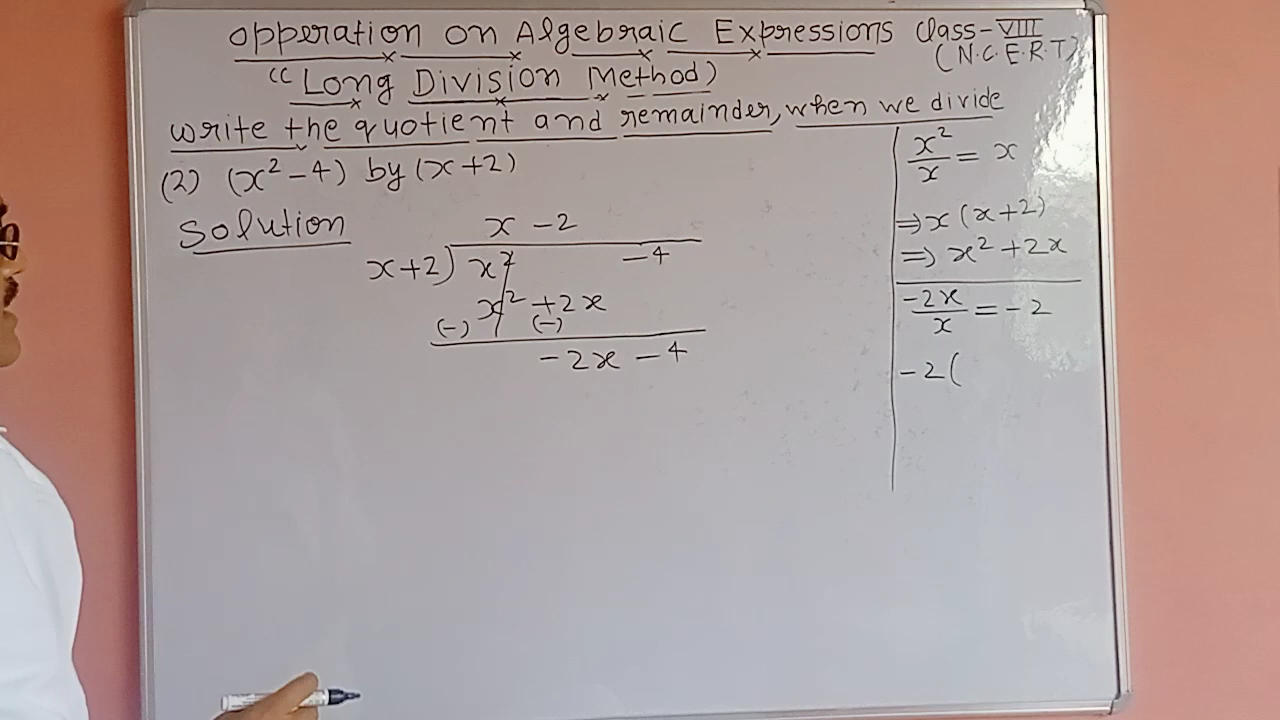 Opperation on Algebraic Expressions Class-VIII
(N.C.E.R.T)
"Long Division Method)
write the quotient and remainder, when we divide
(2) (x²-4) by (x+2)
Solution
x -2
x+2) x² -4
x² +2x
(-) (-)
-2x -4
x²/x = x
⇒ x (x+2)
⇒ x² +2x
-2x/x = -2
-2(